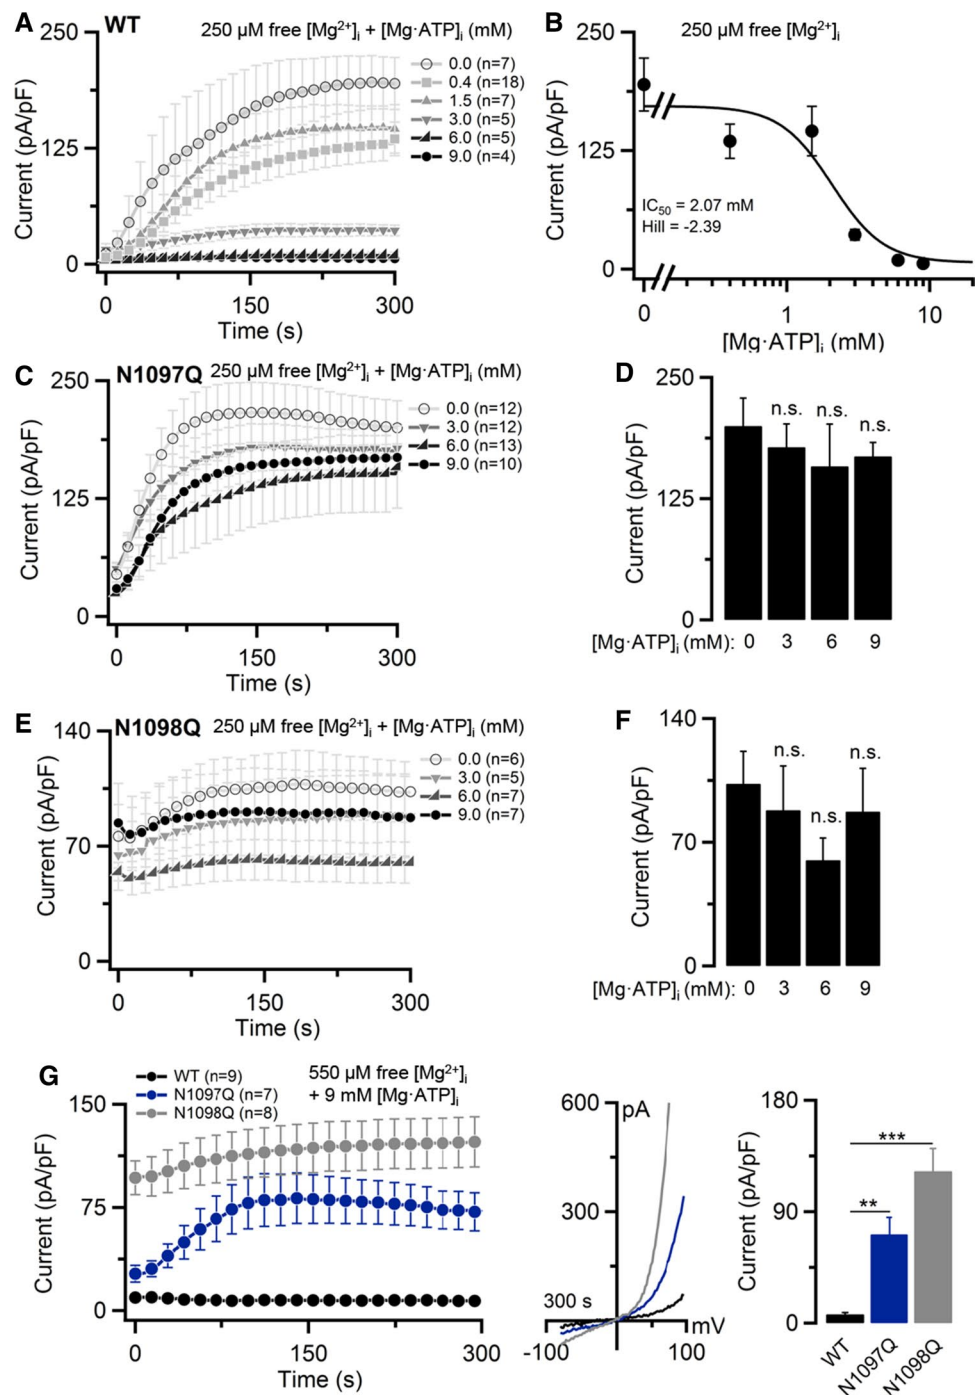 A WT 250 µM free [Mg2+]i + [Mg·ATP]i (mM)
250
125
0
Current (pA/pF)
0.0 (n=7)
0.4 (n=18)
1.5 (n=7)
3.0 (n=5)
6.0 (n=5)
9.0 (n=4)
0 150 300
Time (s)
B 250 µM free [Mg2+]i
250
125
0
Current (pA/pF)
IC50 = 2.07 mM
Hill = -2.39
0 1 10
[Mg·ATP]i (mM)
C N1097Q 250 µM free [Mg2+]i + [Mg·ATP]i (mM)
250
125
0
Current (pA/pF)
0.0 (n=12)
3.0 (n=12)
6.0 (n=13)
9.0 (n=10)
0 150 300
Time (s)
D
250
125
0
Current (pA/pF)
n.s. n.s. n.s.
[Mg·ATP]i (mM): 0 3 6 9
E N1098Q 250 µM free [Mg2+]i + [Mg·ATP]i (mM)
140
70
0
Current (pA/pF)
0.0 (n=6)
3.0 (n=5)
6.0 (n=7)
9.0 (n=7)
0 150 300
Time (s)
F
140
70
0
Current (pA/pF)
n.s. n.s. n.s.
[Mg·ATP]i (mM): 0 3 6 9
G
WT (n=9)
N1097Q (n=7)
N1098Q (n=8)
550 µM free [Mg2+]i
+ 9 mM [Mg·ATP]i
150
75
0
Current (pA/pF)
0 150 300
Time (s)
600 pA
300
300 s
mV
-100 100
180
90
0
Current (pA/pF)
***
**
WT N1097Q N1098Q